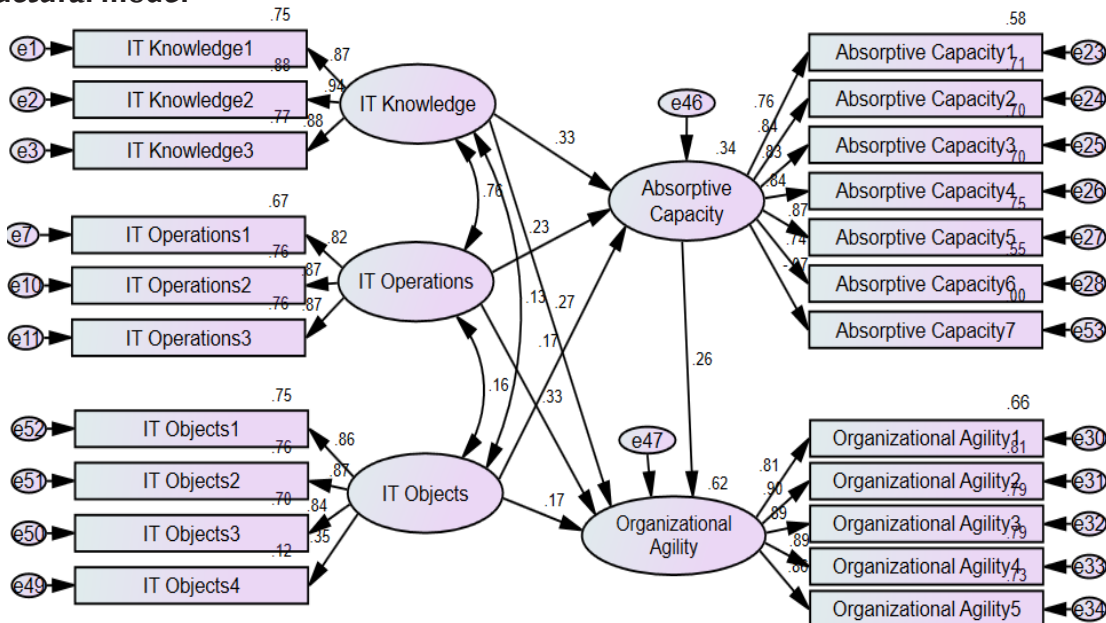 uctural model
.75
e1
IT Knowledge1
.87
.88
e2
IT Knowledge2
.94
.77
e3
IT Knowledge3
.88
IT Knowledge
.67
e7
IT Operations1
.82
.76
e10
IT Operations2
.87
.76
e11
IT Operations3
.87
IT Operations
.75
e52
IT Objects1
.86
.76
e51
IT Objects2
.87
.70
e50
IT Objects3
.84
.12
e49
IT Objects4
.35
IT Objects
.76
.13
.16
.33
.23
.27
.17
.33
.17
.26
e46
.34
Absorptive
Capacity
e47
.62
Organizational
Agility
.58
.76
Absorptive Capacity1
e23
.71
.84
Absorptive Capacity2
e24
.70
.83
Absorptive Capacity3
e25
.70
.84
Absorptive Capacity4
e26
.75
.87
Absorptive Capacity5
e27
.55
.74
Absorptive Capacity6
e28
.00
Absorptive Capacity7
e53
.66
.81
Organizational Agility1
e30
.81
.90
Organizational Agility2
e31
.79
.89
Organizational Agility3
e32
.79
.89
Organizational Agility4
e33
.73
Organizational Agility5
e34